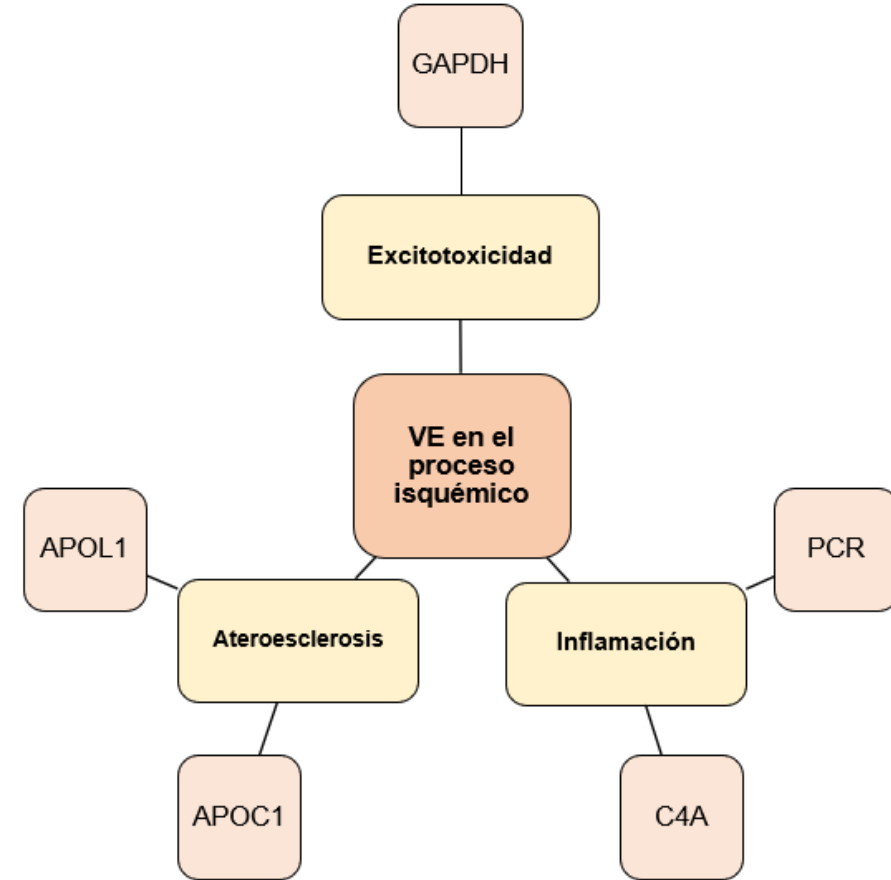 GAPDH
Excitotoxicidad
VE en el
proceso
isquémico
APOL1
PCR
Ateroesclerosis
Inflamación
APOC1
C4A